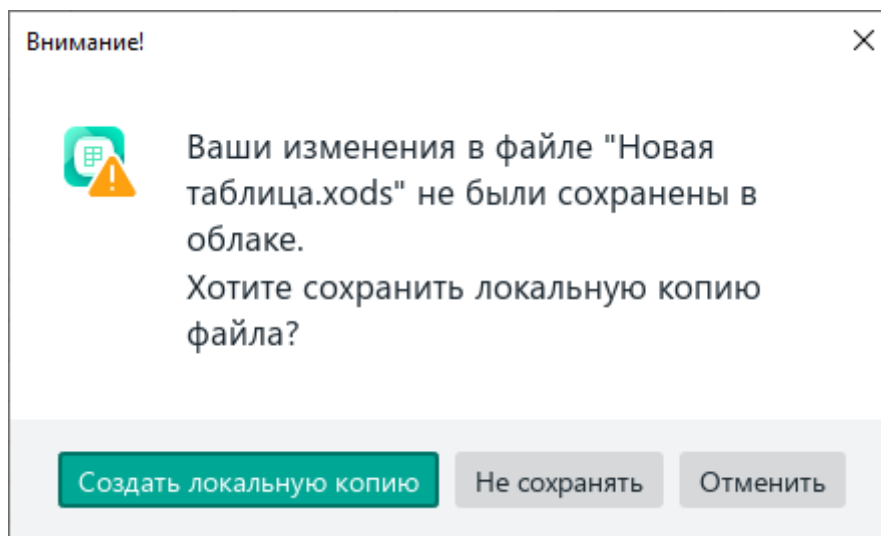 Внимание!
Ваши изменения в файле "Новая
таблица.xods" не были сохранены в
облаке.
Хотите сохранить локальную копию
файла?
Создать локальную копию Не сохранять Отменить